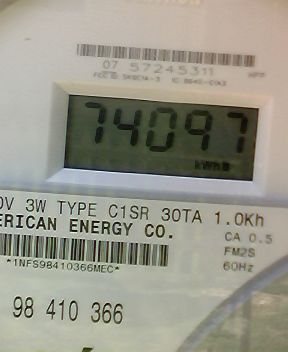 07 57245311
74097
kWhB
0V 3W TYPE C1SR 30TA 1.0Kh
ERICAN ENERGY CO.
CA 0.5
FM2S
60Hz
*1NFS98410366MEC*
98 410 366